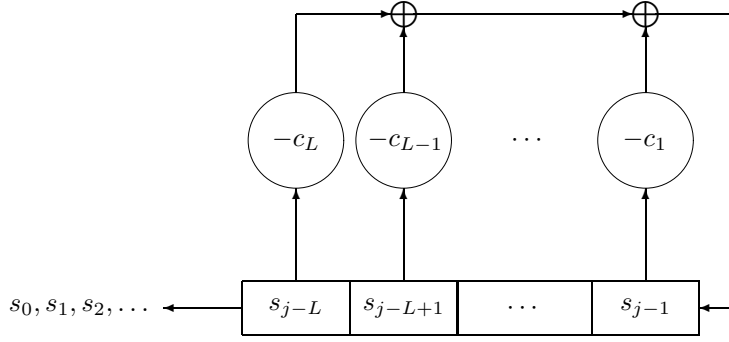 −c_L −c_{L−1} ⋯ −c_1
s_0, s_1, s_2, … s_{j−L} s_{j−L+1} ⋯ s_{j−1}